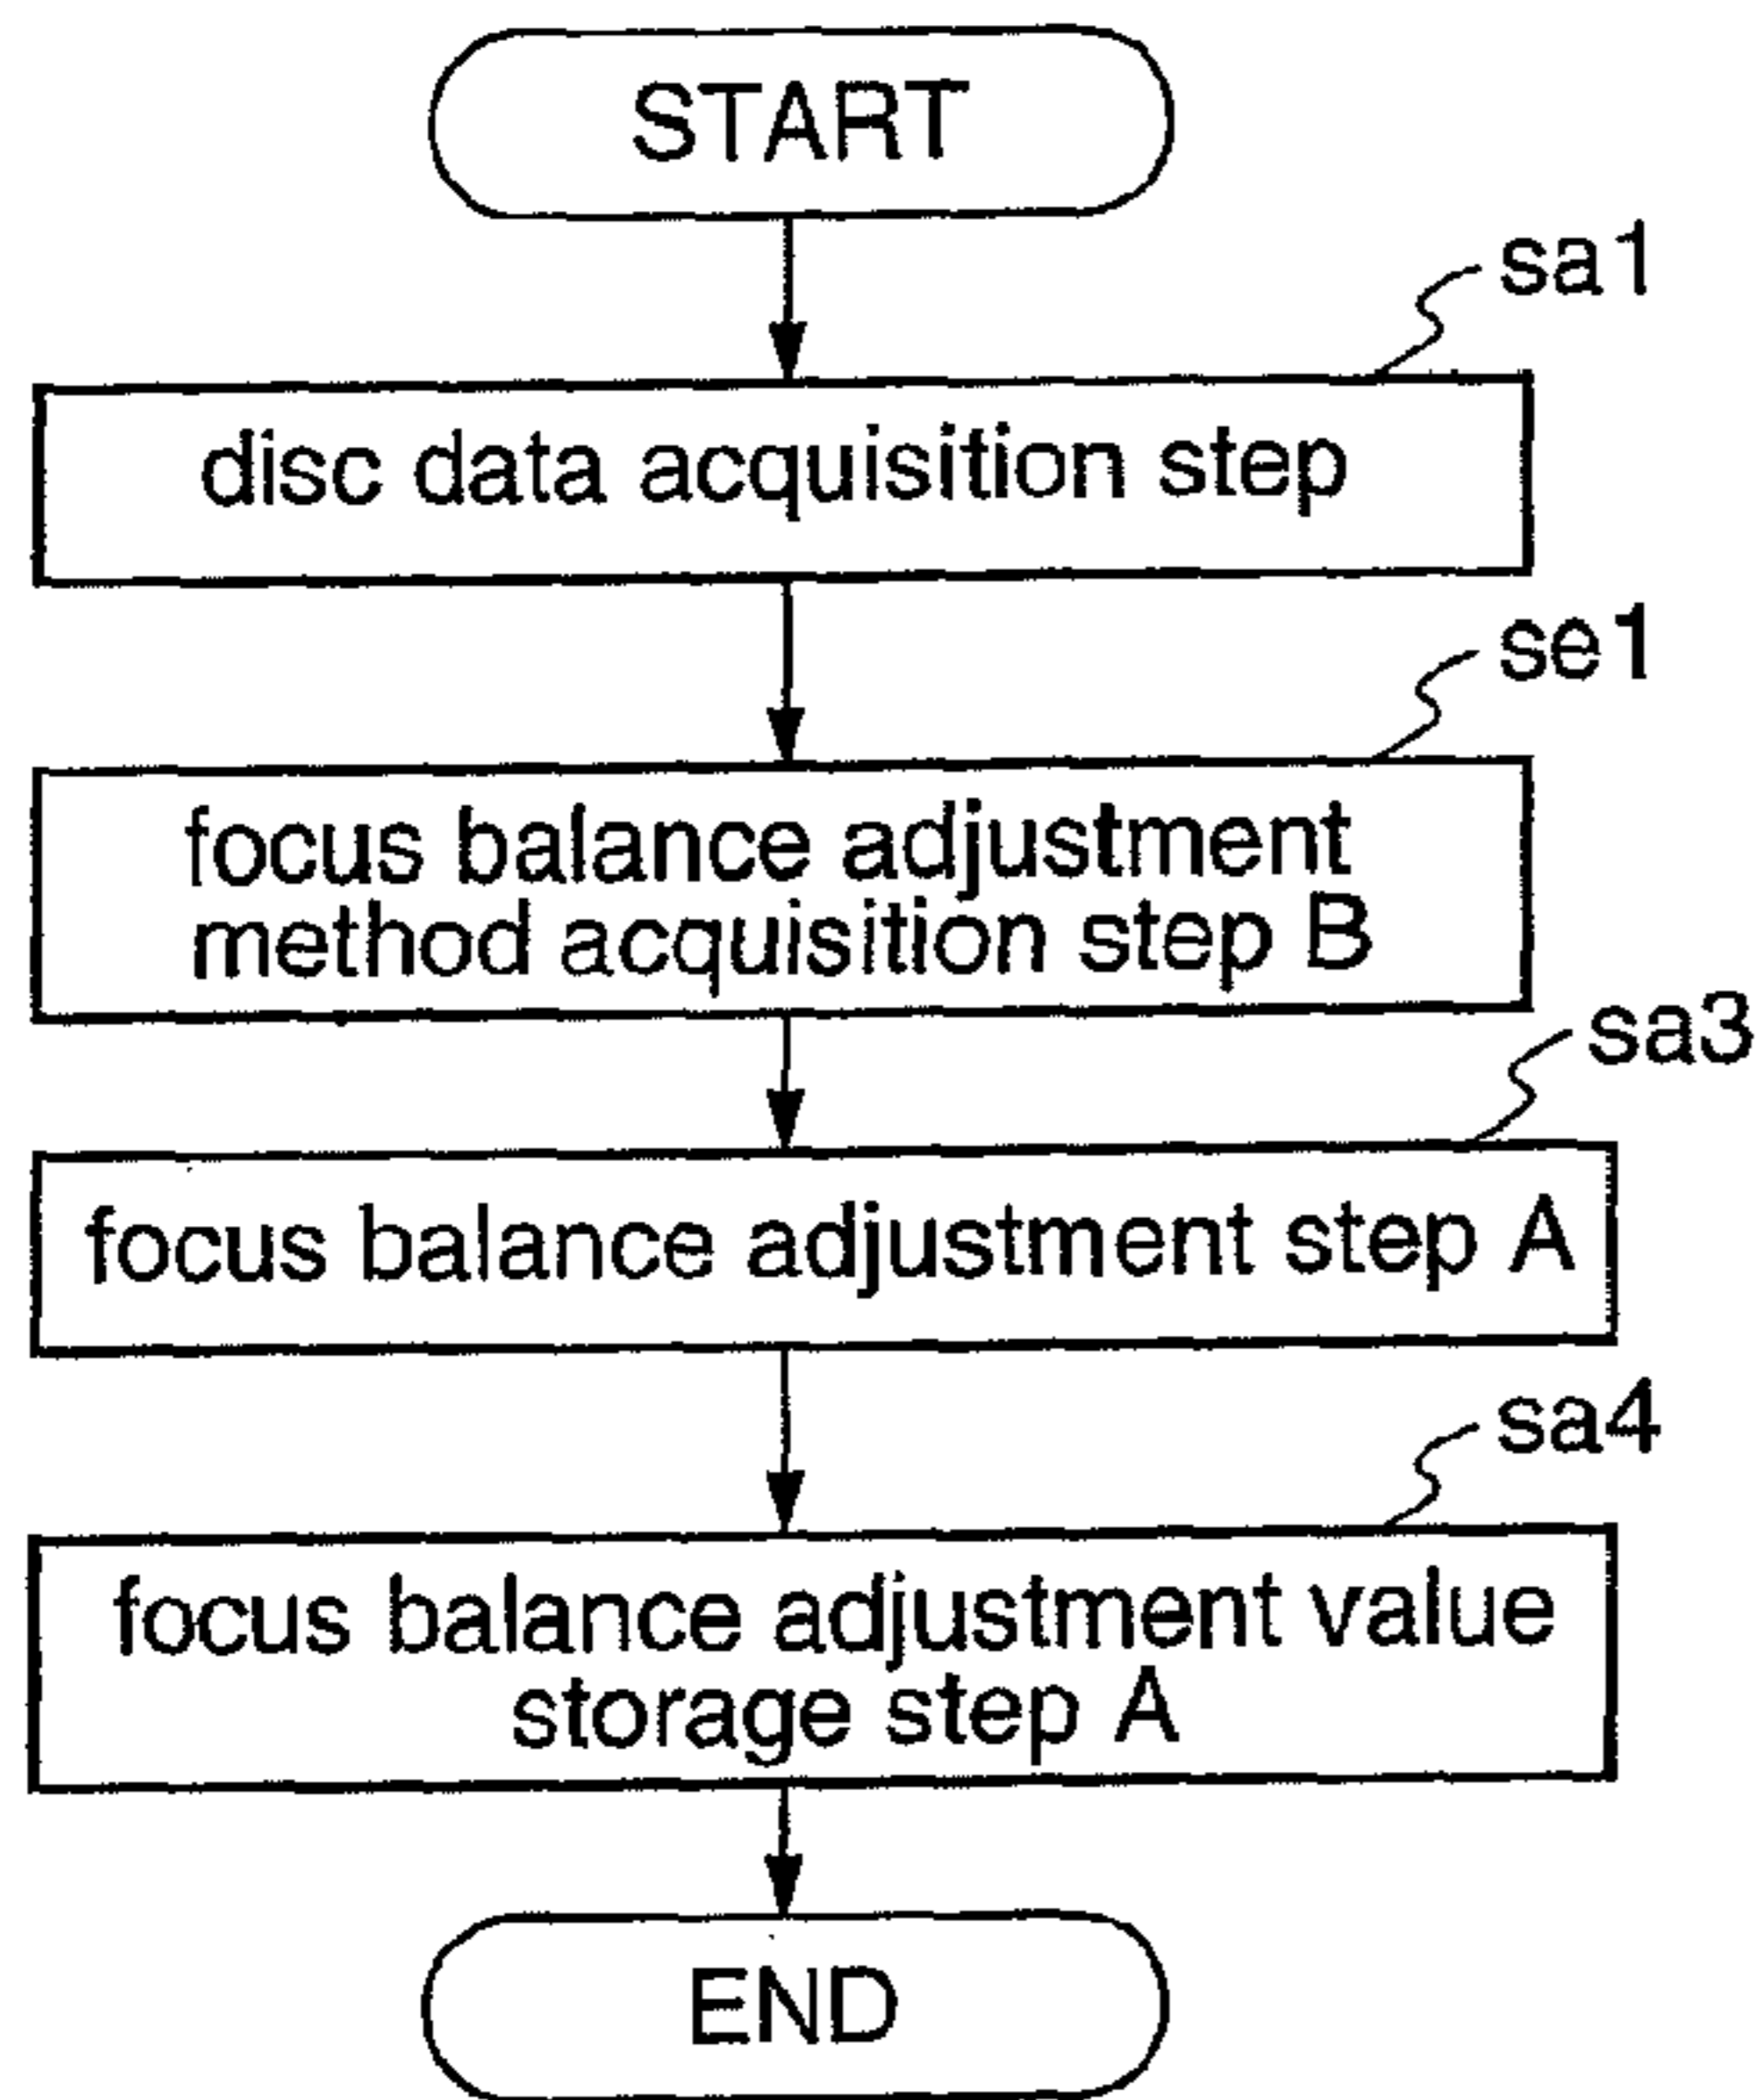 START
sa1
disc data acquisition step
se1
focus balance adjustment
method acquisition step B
sa3
focus balance adjustment step A
sa4
focus balance adjustment value
storage step A
END